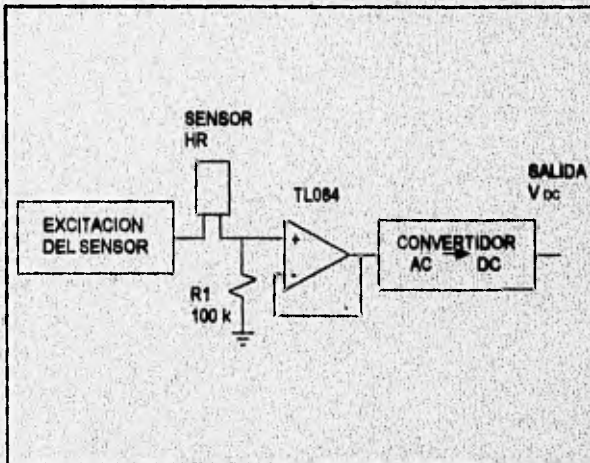 SENSOR
HR
TL084
SALIDA
V DC
EXCITACION
DEL SENSOR
+
-
CONVERTIDOR
AC → DC
R1
100 k